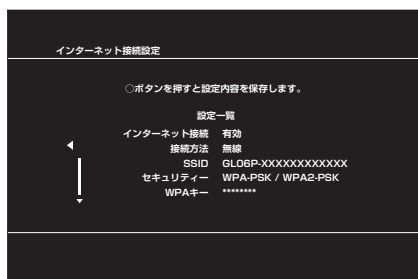 インターネット接続設定
○ボタンを押すと設定内容を保存します。
設定一覧
インターネット接続 有効
接続方法 無線
SSID GL06P-XXXXXXXXXXXX
セキュリティー WPA-PSK / WPA2-PSK
WPAキー ********